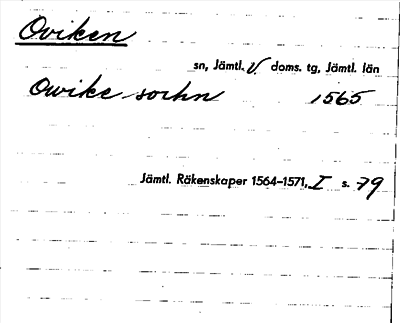 Oviken
sn, Jämtl. V. doms. tg, Jämtl. län
Owike sochn 1565
Jämtl. Räkenskaper 1564–1571, I s. 79